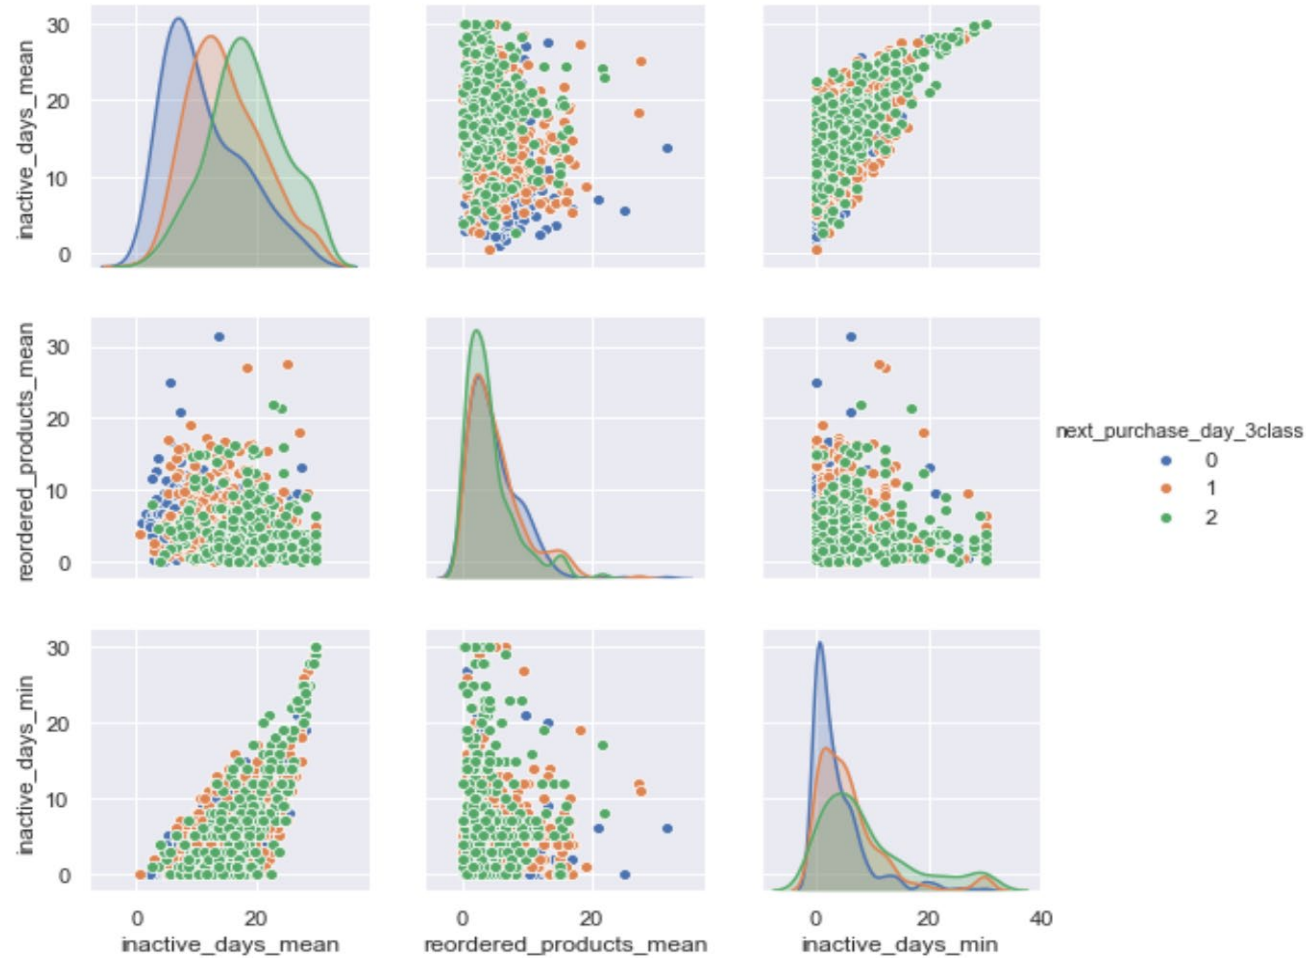 inactive_days_mean
30
20
10
0
reordered_products_mean
30
20
10
0
next_purchase_day_3class
0
1
2
inactive_days_min
30
20
10
0
0 20 0 20 0 20 40
inactive_days_mean reordered_products_mean inactive_days_min